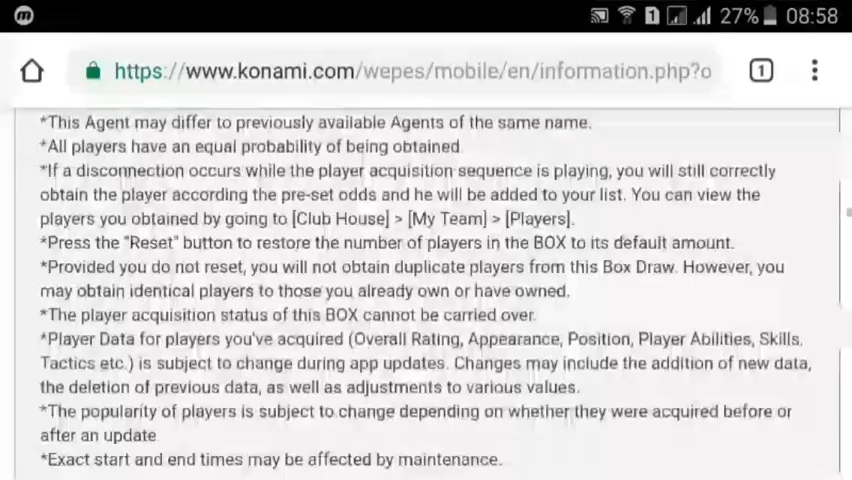 27% 08:58
https://www.konami.com/wepes/mobile/en/information.php?o
1
*This Agent may differ to previously available Agents of the same name.
*All players have an equal probability of being obtained
*If a disconnection occurs while the player acquisition sequence is playing, you will still correctly
obtain the player according the pre-set odds and he will be added to your list. You can view the
players you obtained by going to [Club House] > [My Team] > [Players].
*Press the "Reset" button to restore the number of players in the BOX to its default amount.
*Provided you do not reset, you will not obtain duplicate players from this Box Draw. However, you
may obtain identical players to those you already own or have owned.
*The player acquisition status of this BOX cannot be carried over.
*Player Data for players you've acquired (Overall Rating, Appearance, Position, Player Abilities, Skills,
Tactics etc.) is subject to change during app updates. Changes may include the addition of new data,
the deletion of previous data, as well as adjustments to various values.
*The popularity of players is subject to change depending on whether they were acquired before or
after an update
*Exact start and end times may be affected by maintenance.